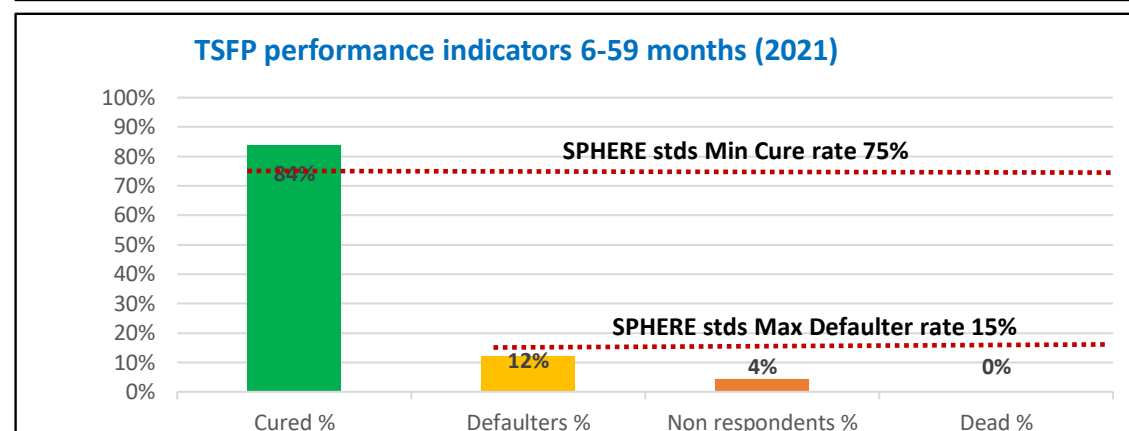 TSFP performance indicators 6-59 months (2021)
100%
90%
80%
70%
60%
50%
40%
30%
20%
10%
0%
SPHERE stds Min Cure rate 75%
84%
SPHERE stds Max Defaulter rate 15%
12%
4%
0%
Cured %
Defaulters %
Non respondents %
Dead %